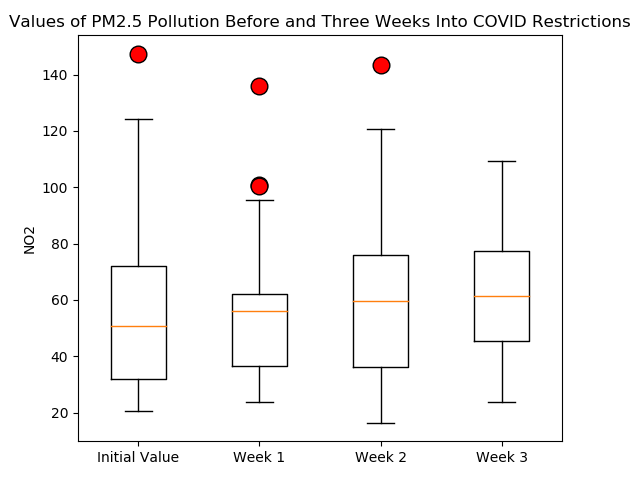 Values of PM2.5 Pollution Before and Three Weeks Into COVID Restrictions
140
120
100
80
60
40
20
NO2
Initial Value
Week 1
Week 2
Week 3